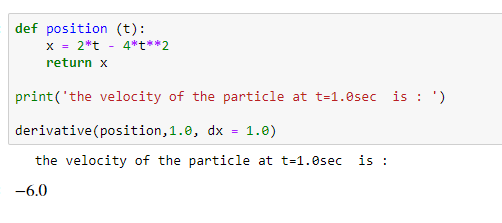 def position (t):
    x = 2*t - 4*t**2
    return x
print('the velocity of the particle at t=1.0sec  is : ')
derivative(position,1.0, dx = 1.0)
the velocity of the particle at t=1.0sec  is :
−6.0